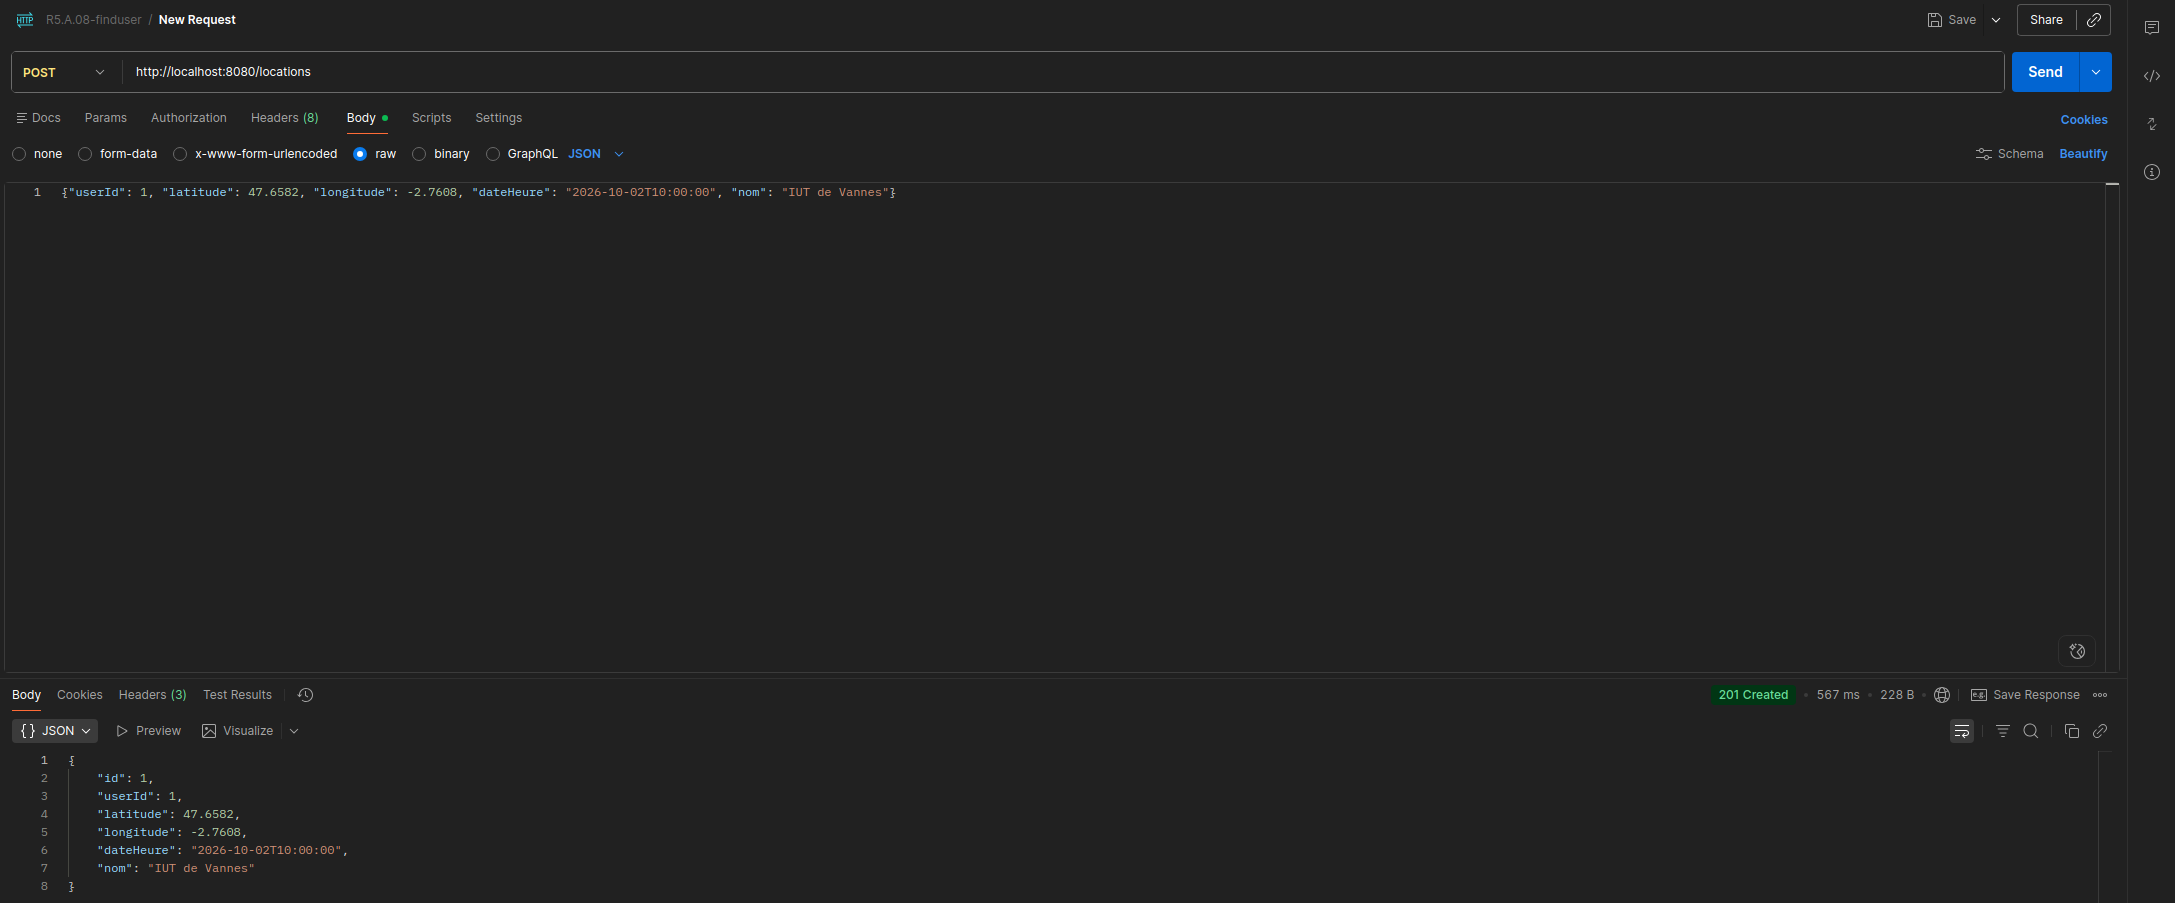 HTTP R5.A.08-finduser / New Request Save Share
POST http://localhost:8080/locations Send
Docs Params Authorization Headers (8) Body Scripts Settings Cookies
none form-data x-www-form-urlencoded raw binary GraphQL JSON Schema Beautify
1 {"userId": 1, "latitude": 47.6582, "longitude": -2.7608, "dateHeure": "2026-10-02T10:00:00", "nom": "IUT de Vannes"}
Body Cookies Headers (3) Test Results 201 Created • 567 ms • 228 B e.g. Save Response
{} JSON Preview Visualize
1 {
2 "id": 1,
3 "userId": 1,
4 "latitude": 47.6582,
5 "longitude": -2.7608,
6 "dateHeure": "2026-10-02T10:00:00",
7 "nom": "IUT de Vannes"
8 }